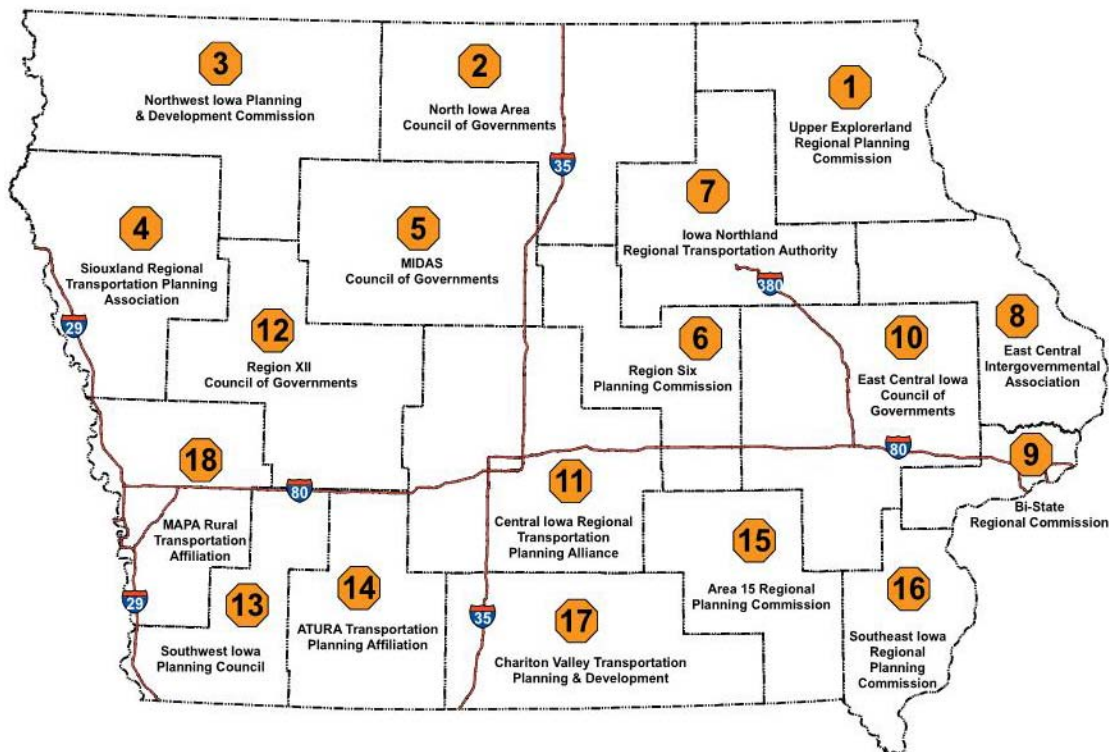 3
Northwest Iowa Planning
& Development Commission
2
North Iowa Area
Council of Governments
35
1
Upper Explorerland
Regional Planning
Commission
4
Siouxland Regional
Transportation Planning
Association
29
5
MIDAS
Council of Governments
7
Iowa Northland
Regional Transportation Authority
380
8
East Central
Intergovernmental
Association
12
Region XII
Council of Governments
6
Region Six
Planning Commission
10
East Central Iowa
Council of
Governments
80
9
Bi-State
Regional Commission
18
MAPA Rural
Transportation
Affiliation
80
11
Central Iowa Regional
Transportation
Planning Alliance
15
Area 15 Regional
Planning Commission
16
Southeast Iowa
Regional
Planning
Commission
29
13
Southwest Iowa
Planning Council
14
ATURA Transportation
Planning Affiliation
35
17
Chariton Valley Transportation
Planning & Development